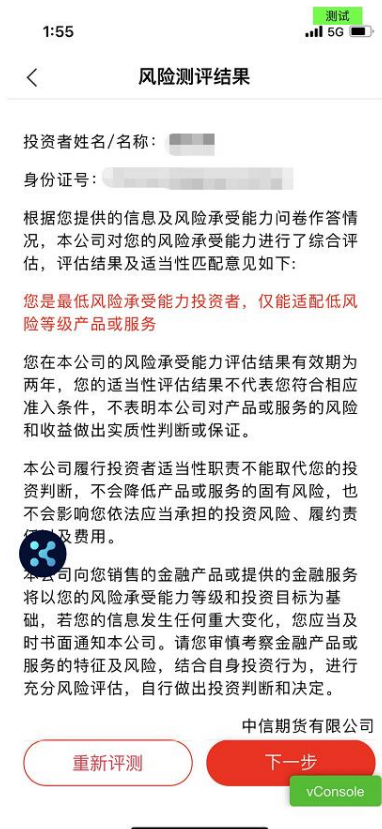 测试
1:55
5G
风险测评结果
投资者姓名/名称：
身份证号：
根据您提供的信息及风险承受能力问卷作答情
况，本公司对您的风险承受能力进行了综合评
估，评估结果及适当性匹配意见如下：
您是最低风险承受能力投资者，仅能适配低风
险等级产品或服务
您在本公司的风险承受能力评估结果有效期为
两年，您的适当性评估结果不代表您符合相应
准入条件，不表明本公司对产品或服务的风险
和收益做出实质性判断或保证。
本公司履行投资者适当性职责不能取代您的投
资判断，不会降低产品或服务的固有风险，也
不会影响您依法应当承担的投资风险、履约责
及费用。
公司向您销售的金融产品或提供的金融服务
将以您的风险承受能力等级和投资目标为基
础，若您的信息发生任何重大变化，您应当及
时书面通知本公司。请您审慎考察金融产品或
服务的特征及风险，结合自身投资行为，进行
充分风险评估，自行做出投资判断和决定。
中信期货有限公司
重新评测
下一步
vConsole